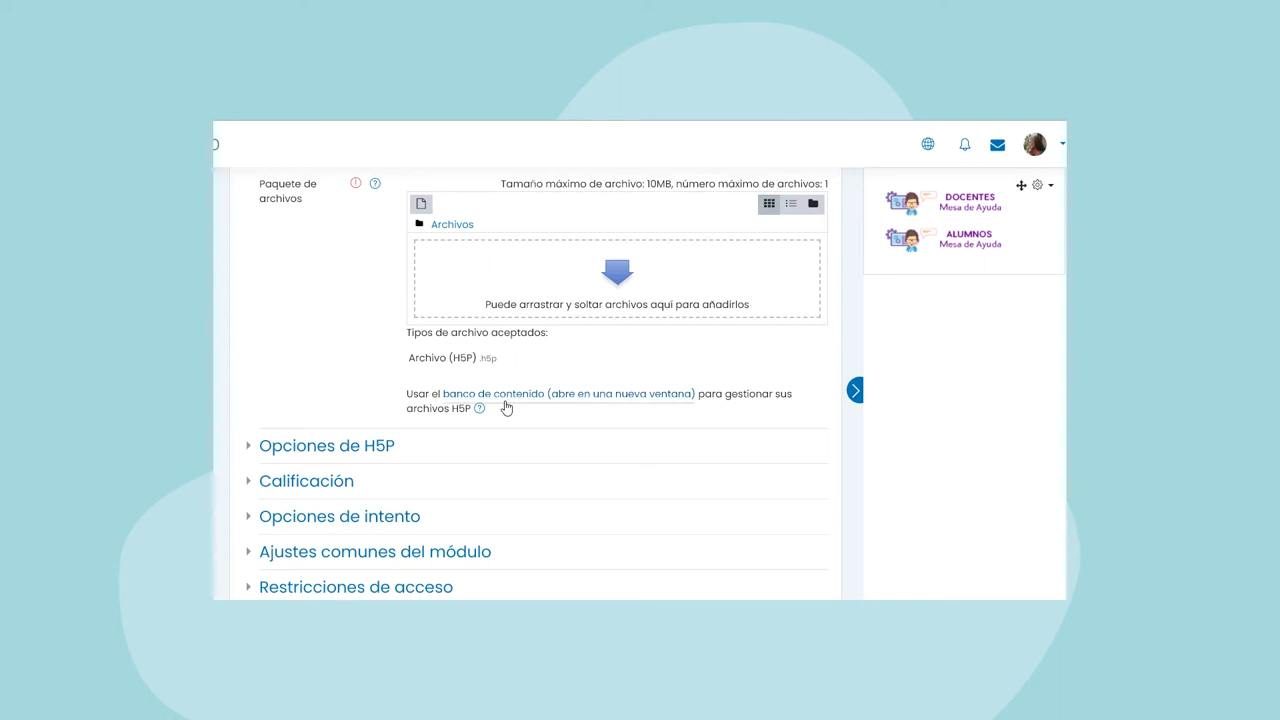 Paquete de
archivos
Tamaño máximo de archivo: 10MB, número máximo de archivos: 1
Archivos
Puede arrastrar y soltar archivos aquí para añadirlos
Tipos de archivo aceptados:
Archivo (H5P) .h5p
Usar el banco de contenido (abre en una nueva ventana) para gestionar sus
archivos H5P
Opciones de H5P
Calificación
Opciones de intento
Ajustes comunes del módulo
Restricciones de acceso
DOCENTES
Mesa de Ayuda
ALUMNOS
Mesa de Ayuda